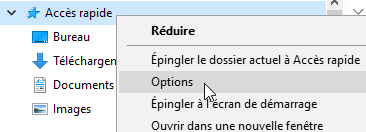 Accès rapide
Réduire
Bureau
Épingler le dossier actuel à Accès rapide
Téléchargen
Options
Documents
Épingler à l'écran de démarrage
Images
Ouvrir dans une nouvelle fenêtre